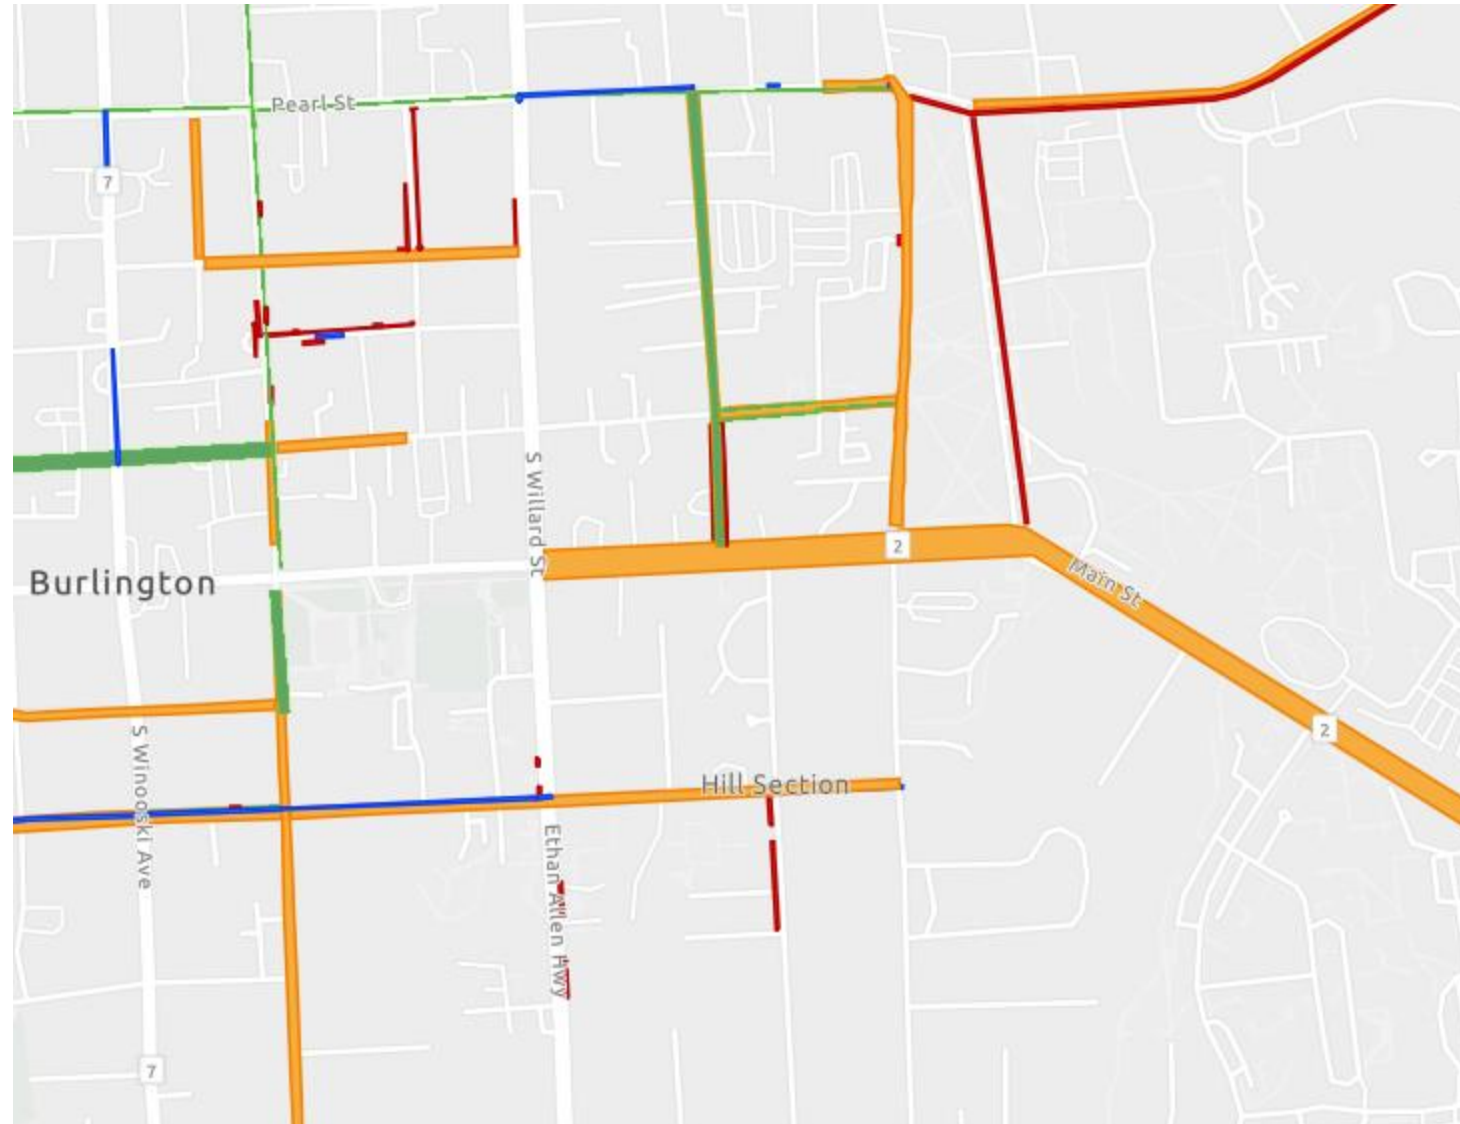 Pearl St
7
S Willard St
2
Main St
Burlington
2
S Winooski Ave
Hill Section
Ethan Allen Hwy
7